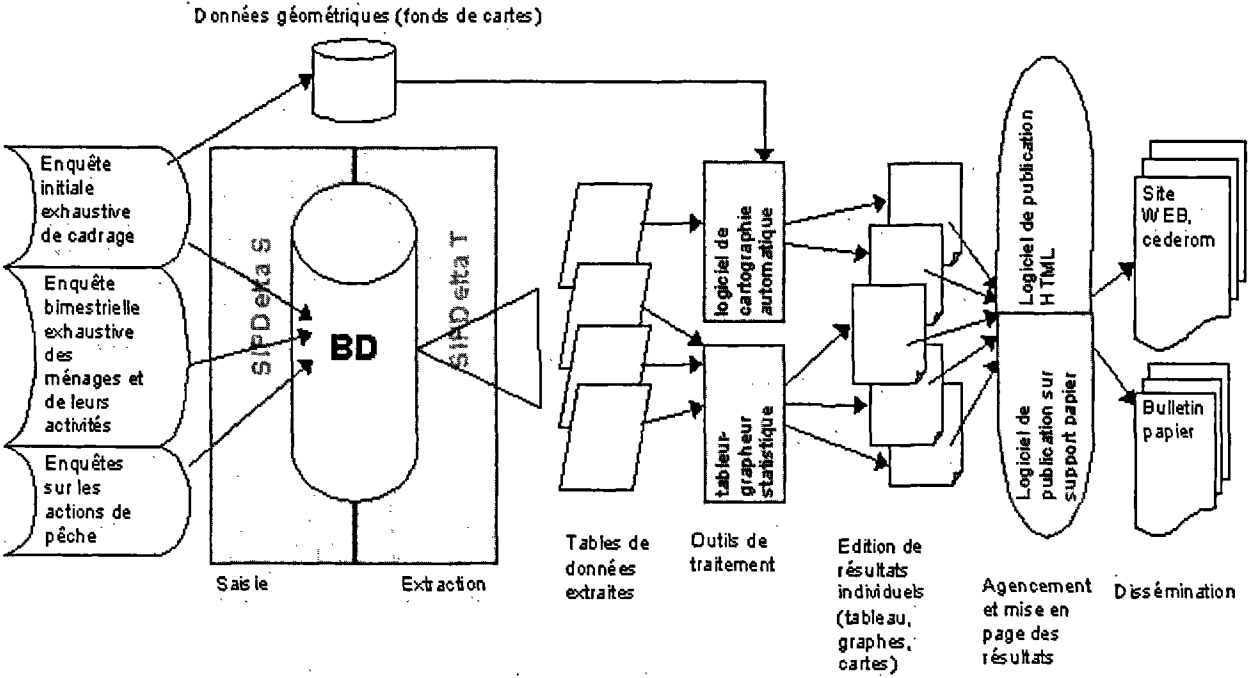 Données géométriques (fonds de cartes)
Enquête
initiale
exhaustive
de cadrage
Enquête
bimestrielle
exhaustive
des
ménages et
de leurs
activités
Enquêtes
sur les
actions de
pêche
SIPDelta S
BD
SIPDelta T
Saisie
Extraction
Tables de
données
extraites
logiciel de
cartographie
automatique
tableur-
grapheur
statistique
Outils de
traitement
Edition de
résultats
individuels
(tableau,
graphes,
cartes)
Logiciel de publication
HTML
Logiciel de
publication sur
support papier
Agencement
et mise en
page des
résultats
Site
WEB,
cederom
Bulletin
papier
Dissémination